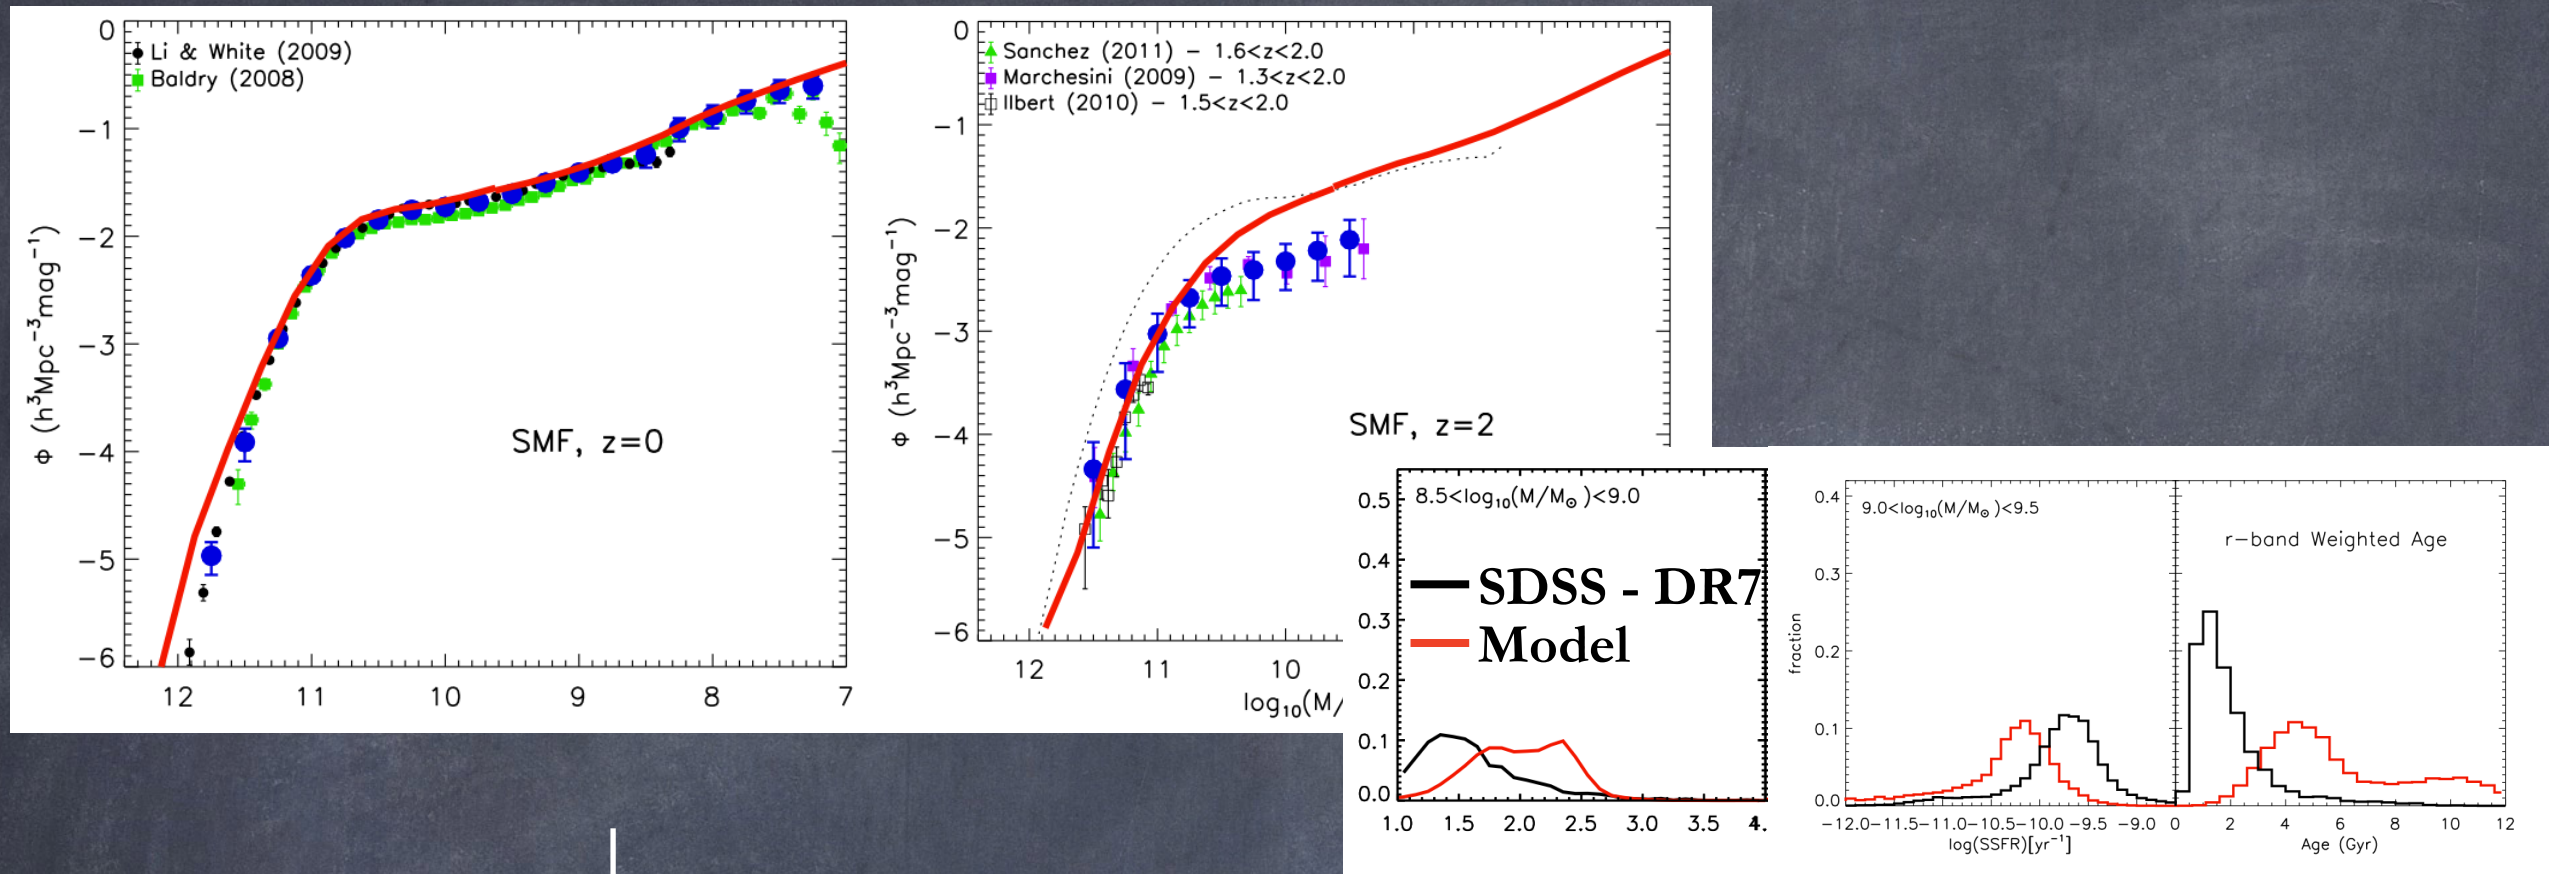 0
−1
−2
−3
−4
−5
−6
Φ (h³Mpc⁻³mag⁻¹)
Li & White (2009)
Baldry (2008)
SMF, z=0
12 11 10 9 8 7
0
−1
−2
−3
−4
−5
−6
Φ (h³Mpc⁻³mag⁻¹)
Sanchez (2011) − 1.6<z<2.0
Marchesini (2009) − 1.3<z<2.0
Ilbert (2010) − 1.5<z<2.0
SMF, z=2
12 11 10
log₁₀(M/
0.5
0.4
0.3
0.2
0.1
0.0
8.5<log₁₀(M/M☉)<9.0
SDSS - DR7
Model
1.0 1.5 2.0 2.5 3.0 3.5 4.
0.4
0.3
0.2
0.1
0.0
fraction
9.0<log₁₀(M/M☉)<9.5
r−band Weighted Age
−12.0−11.5−11.0−10.5−10.0 −9.5 −9.0 0 2 4 6 8 10 12
log(SSFR)[yr⁻¹]
Age (Gyr)